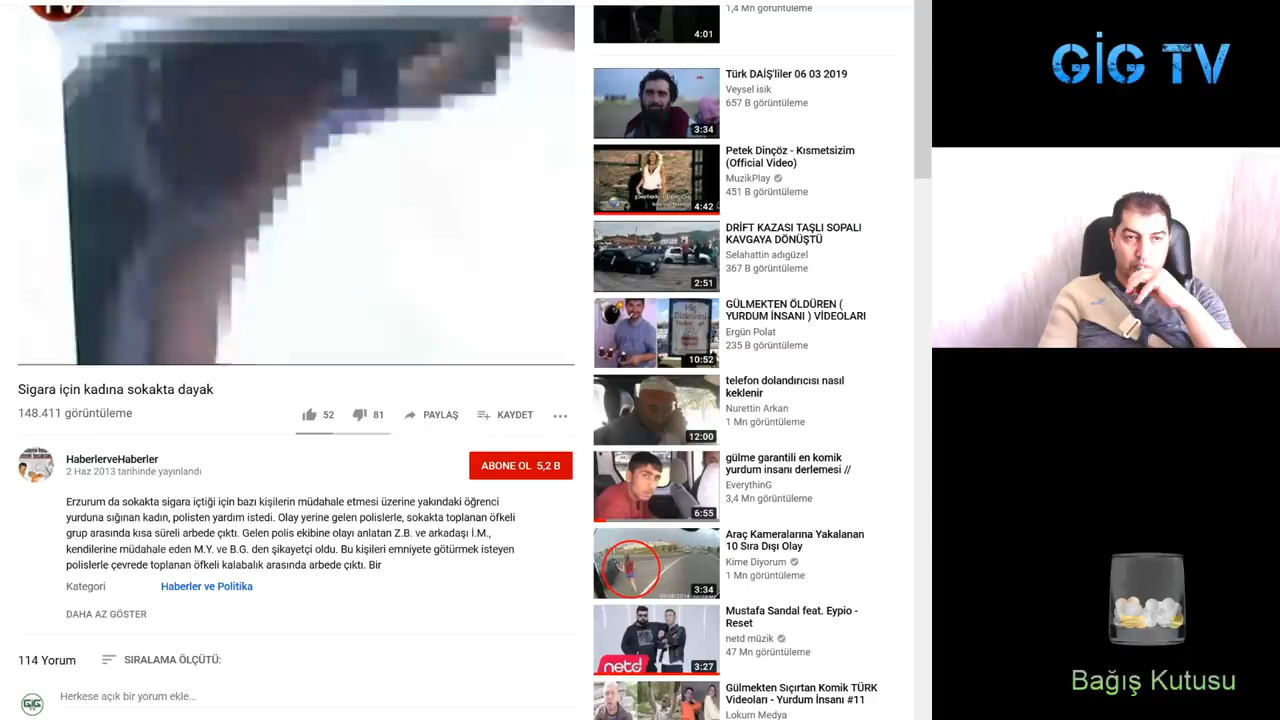 TV
Sigara için kadına sokakta dayak
148.411 görüntüleme
52
81
PAYLAŞ
KAYDET
HaberlerveHaberler
2 Haz 2013 tarihinde yayınlandı
ABONE OL 5,2 B
Erzurum da sokakta sigara içtiği için bazı kişilerin müdahale etmesi üzerine yakındaki öğrenci
yurduna sığınan kadın, polisten yardım istedi. Olay yerine gelen polislerle, sokakta toplanan öfkeli
grup arasında kısa süreli arbede çıktı. Gelen polis ekibine olayı anlatan Z.B. ve arkadaşı İ.M.,
kendilerine müdahale eden M.Y. ve B.G. den şikayetçi oldu. Bu kişileri emniyete götürmek isteyen
polislerle çevrede toplanan öfkeli kalabalık arasında arbede çıktı. Bir
Kategori
Haberler ve Politika
DAHA AZ GÖSTER
114 Yorum
SIRALAMA ÖLÇÜTÜ:
Herkese açık bir yorum ekle...
1,4 Mn görüntüleme
4:01
Türk DAİŞ'liler 06 03 2019
Veysel isik
657 B görüntüleme
3:34
Petek Dinçöz - Kısmetsizim
(Official Video)
MuzikPlay
451 B görüntüleme
4:42
DRİFT KAZASI TAŞLI SOPALI
KAVGAYA DÖNÜŞTÜ
Selahattin adıgüzel
367 B görüntüleme
2:51
GÜLMEKTEN ÖLDÜREN (
YURDUM İNSANI ) VİDEOLARI
Ergün Polat
235 B görüntüleme
10:52
telefon dolandırıcısı nasıl
keklenir
Nurettin Arkan
1 Mn görüntüleme
12:00
gülme garantili en komik
yurdum insanı derlemesi //
EverythinG
3,4 Mn görüntüleme
6:55
Araç Kameralarına Yakalanan
10 Sıra Dışı Olay
Kime Diyorum
1 Mn görüntüleme
3:34
Mustafa Sandal feat. Eypio -
Reset
netd müzik
47 Mn görüntüleme
netd
3:27
Gülmekten Sıçırtan Komik TÜRK
Videoları - Yurdum İnsanı #11
Lokum Medya
GİG TV
Bağış Kutusu